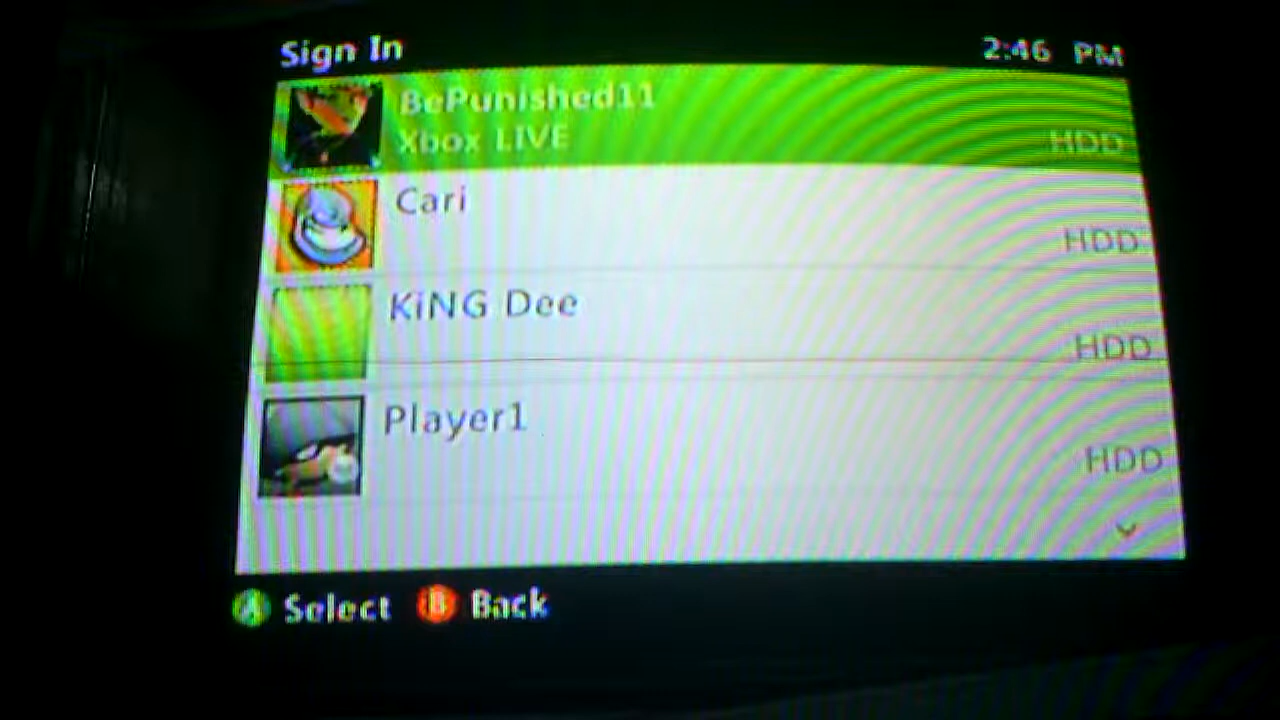 Sign In
2:46 PM
BePunished11
Xbox LIVE
HDD
Cari
HDD
KiNG Dee
HDD
Player1
HDD
A Select B Back